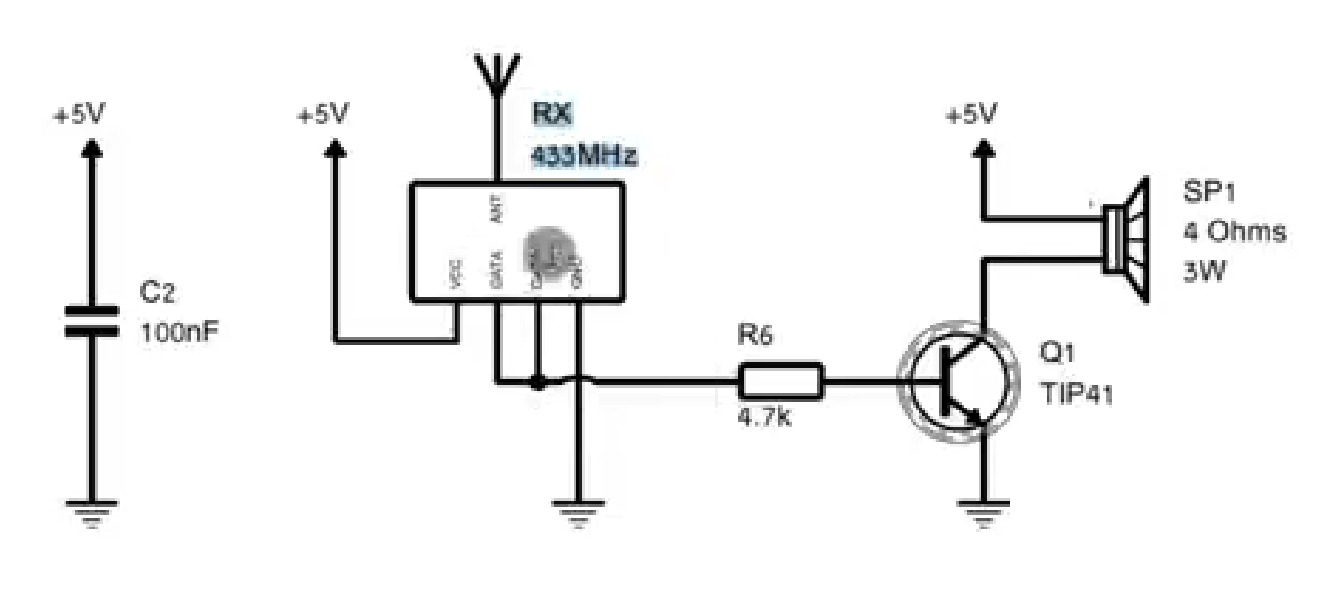 +5V
C2
100nF
+5V
RX
433MHz
ANT
VCC
DATA
GND
R6
4.7k
+5V
SP1
4 Ohms
3W
Q1
TIP41